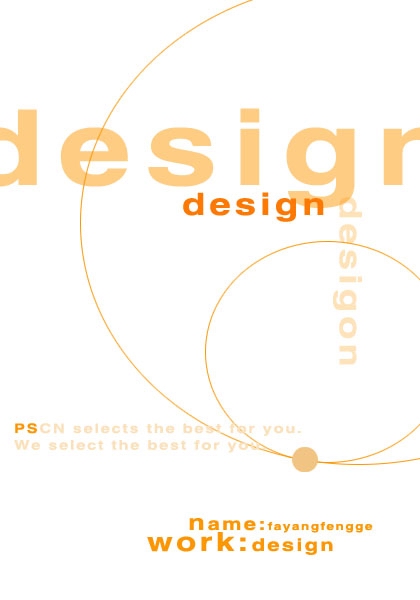 design
design
desigon
PSCN selects the best for you.
We select the best for you.
name:fayangfengge
work:design